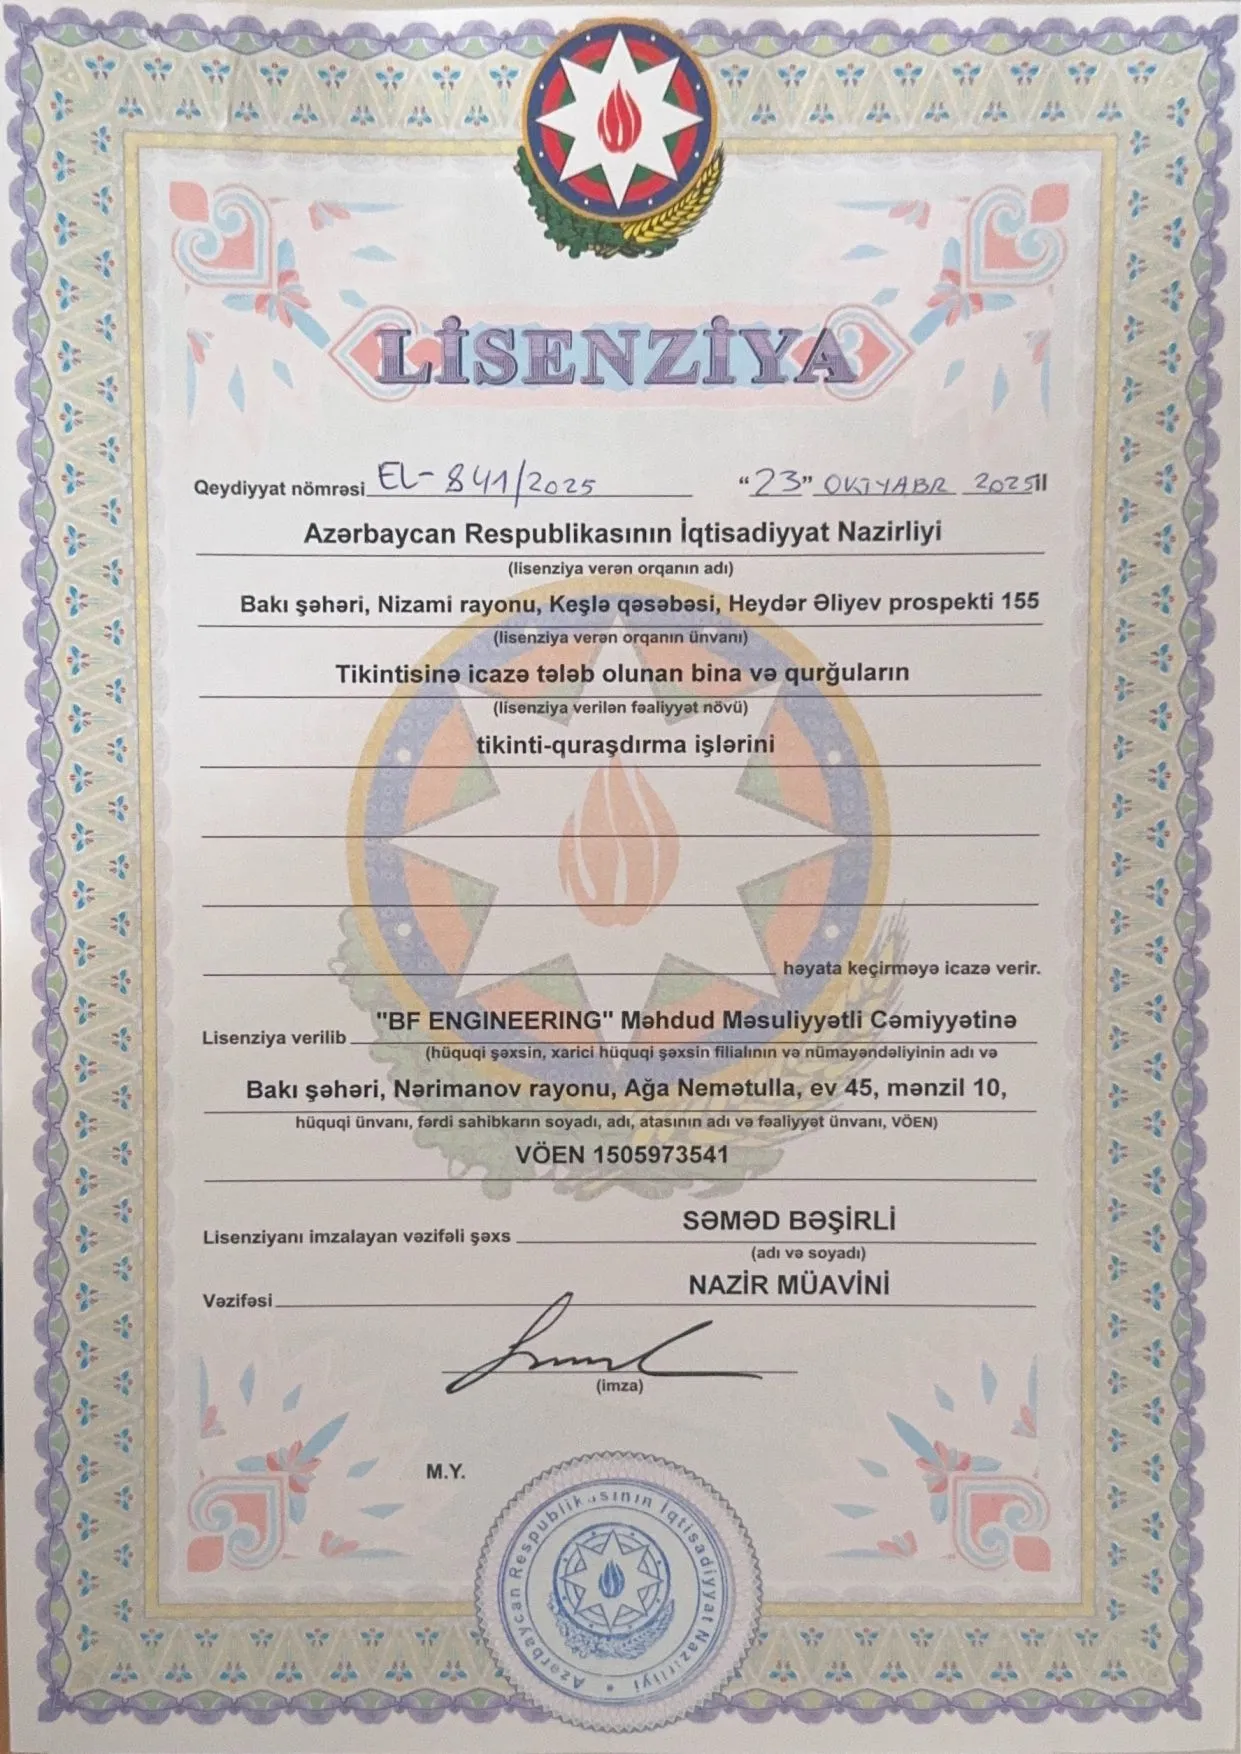 LİSENZİYA
Qeydiyyat nömrəsi EL-841/2025 "23" OKTYABR 2025 il
Azərbaycan Respublikasının İqtisadiyyat Nazirliyi
(lisenziya verən orqanın adı)
Bakı şəhəri, Nizami rayonu, Keşlə qəsəbəsi, Heydər Əliyev prospekti 155
(lisenziya verən orqanın ünvanı)
Tikintisinə icazə tələb olunan bina və qurğuların
(lisenziya verilən fəaliyyət növü)
tikinti-quraşdırma işlərini
həyata keçirməyə icazə verir.
Lisenziya verilib "BF ENGINEERING" Məhdud Məsuliyyətli Cəmiyyətinə
(hüquqi şəxsin, xarici hüquqi şəxsin filialının və nümayəndəliyinin adı və
Bakı şəhəri, Nərimanov rayonu, Ağa Nemətulla, ev 45, mənzil 10,
hüquqi ünvanı, fərdi sahibkarın soyadı, adı, atasının adı və fəaliyyət ünvanı, VÖEN)
VÖEN 1505973541
Lisenziyanı imzalayan vəzifəli şəxs SƏMƏD BƏŞİRLİ
(adı və soyadı)
Vəzifəsi NAZİR MÜAVİNİ
(imza)
M.Y.
Azərbaycan Respublikasının İqtisadiyyat Nazirliyi